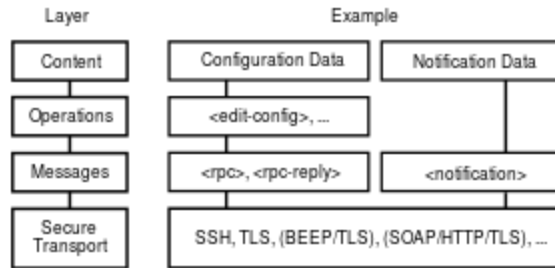 Layer
Example
Content
Configuration Data
Notification Data
Operations
<edit-config>, ...
Messages
<rpc>, <rpc-reply>
<notification>
Secure
Transport
SSH, TLS, (BEEP/TLS), (SOAP/HTTP/TLS), ...